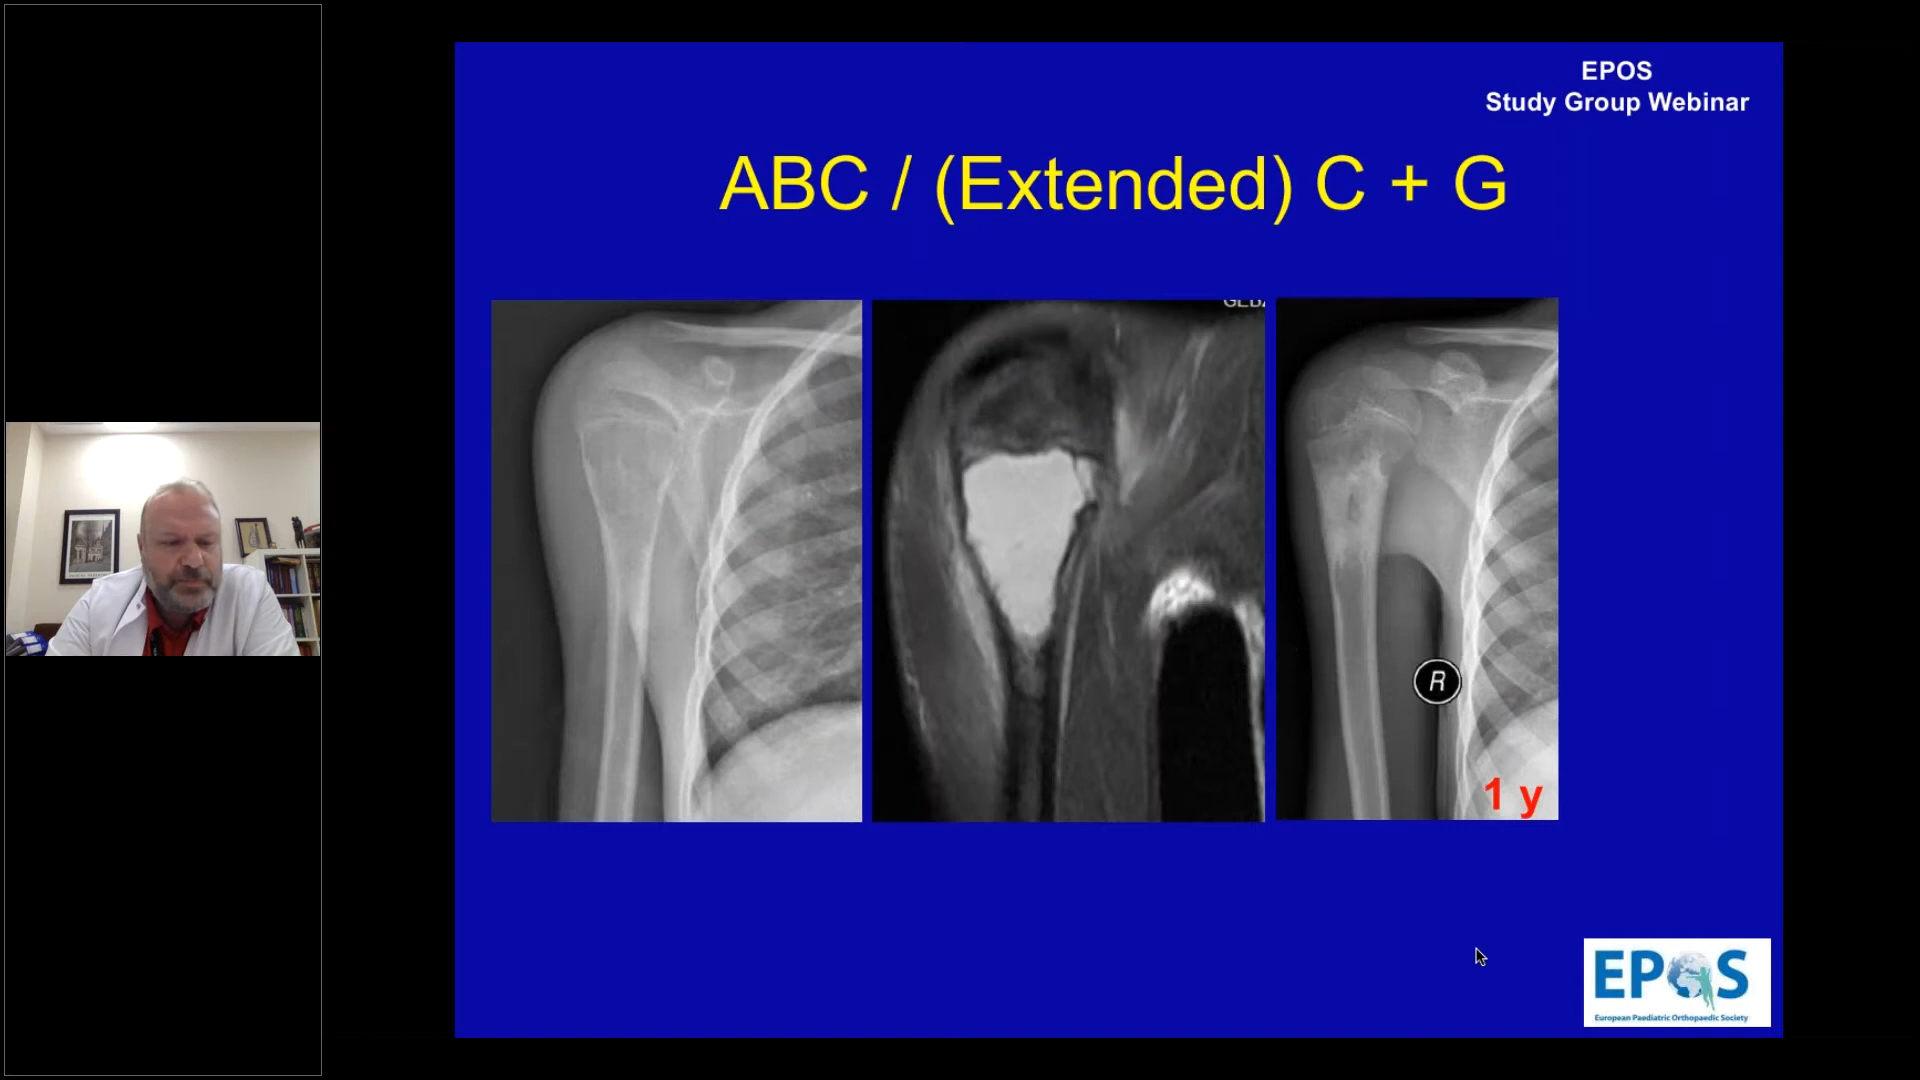 EPOS
Study Group Webinar
ABC / (Extended) C + G
R
1 y
EPOS
European Paediatric Orthopaedic Society